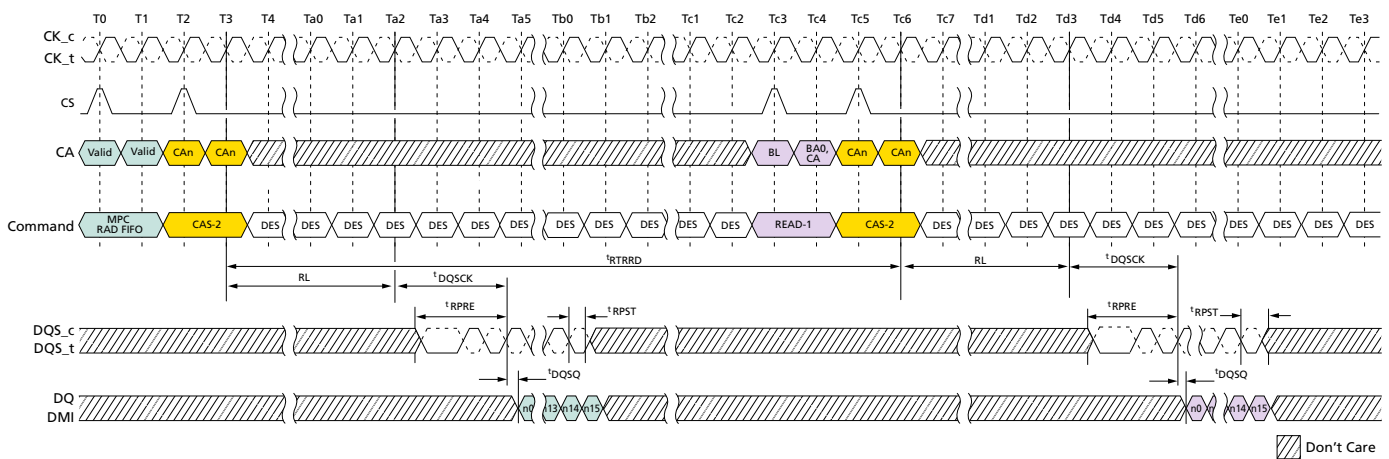 T0 T1 T2 T3 T4 Ta0 Ta1 Ta2 Ta3 Ta4 Ta5 Tb0 Tb1 Tb2 Tc1 Tc2 Tc3 Tc4 Tc5 Tc6 Tc7 Td1 Td2 Td3 Td4 Td5 Td6 Te0 Te1 Te2 Te3
CK_c
CK_t
CS
CA Valid Valid CAn CAn BL BA0, CA CAn CAn
Command MPC RAD FIFO CAS-2 DES DES DES DES DES DES DES DES DES DES DES DES READ-1 CAS-2 DES DES DES DES DES DES DES DES DES DES DES
tRTRRD
RL tDQSCK RL tDQSCK
tRPRE tRPST tRPRE tRPST
DQS_c
DQS_t
tDQSQ tDQSQ
DQ
DMI
n0 n13 n14 n15 n0 n n14 n15
Don't Care